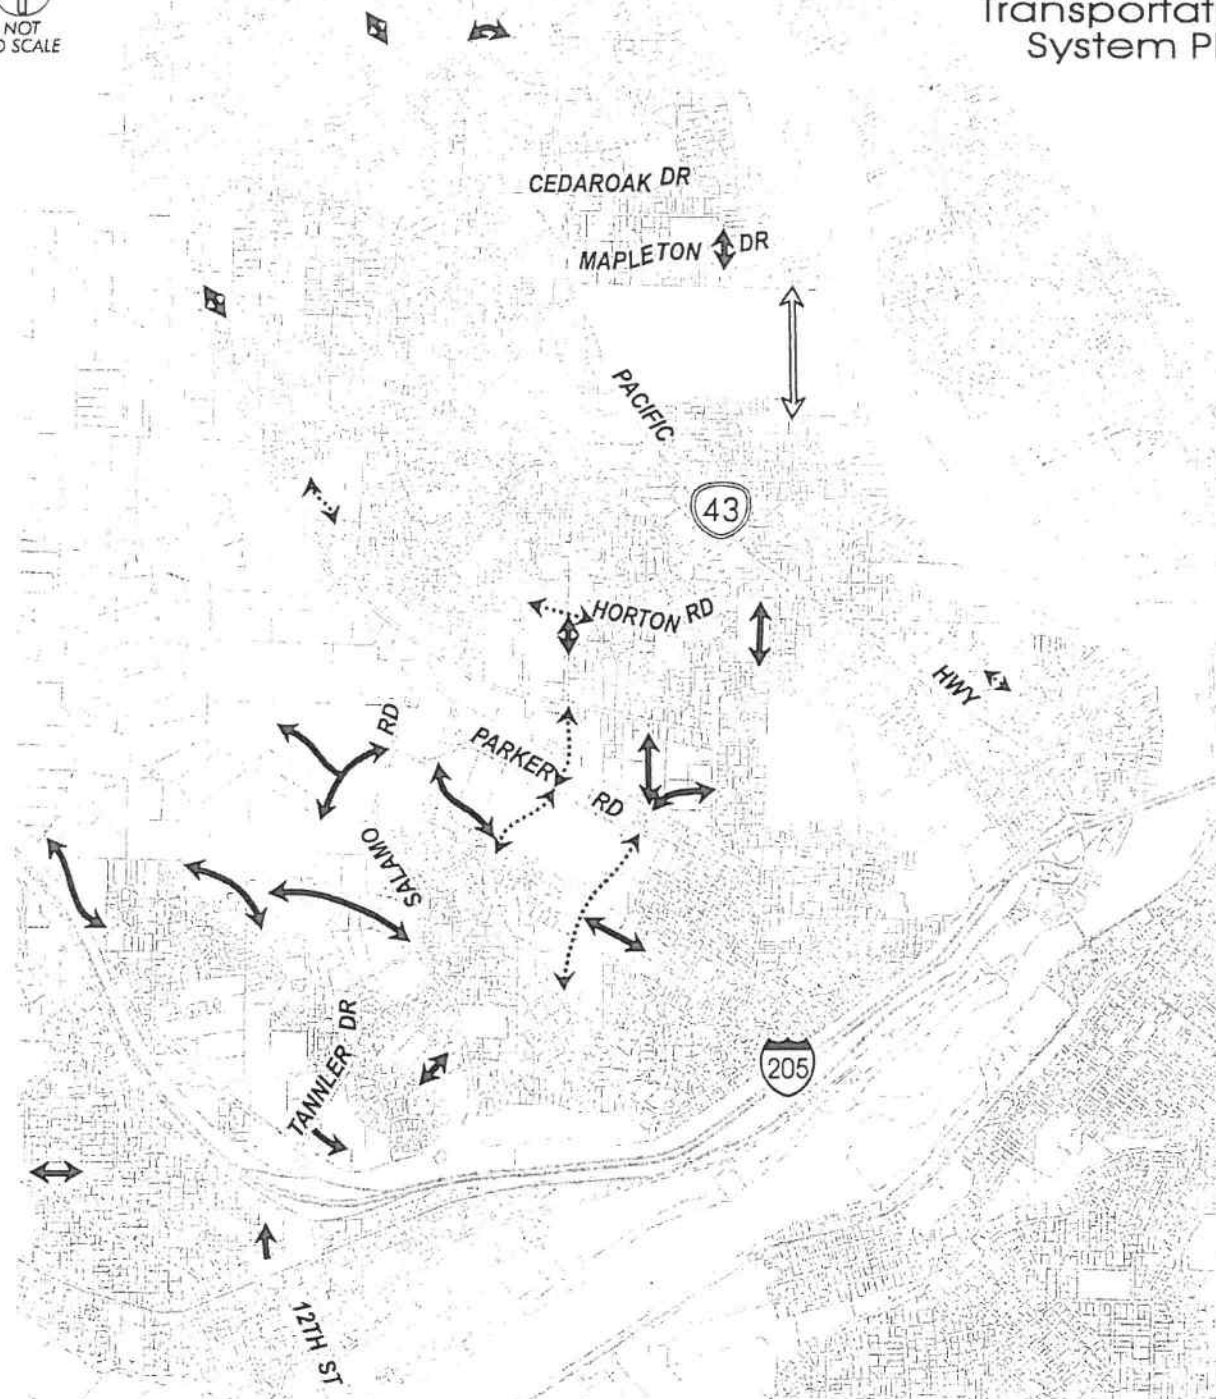 NOT
SCALE
Transportat
System Pl
CEDAROAK DR
MAPLETON DR
PACIFIC
43
HORTON RD
HWY
RD
PARKER
RD
SALAMO
TANNLER DR
205
12TH ST